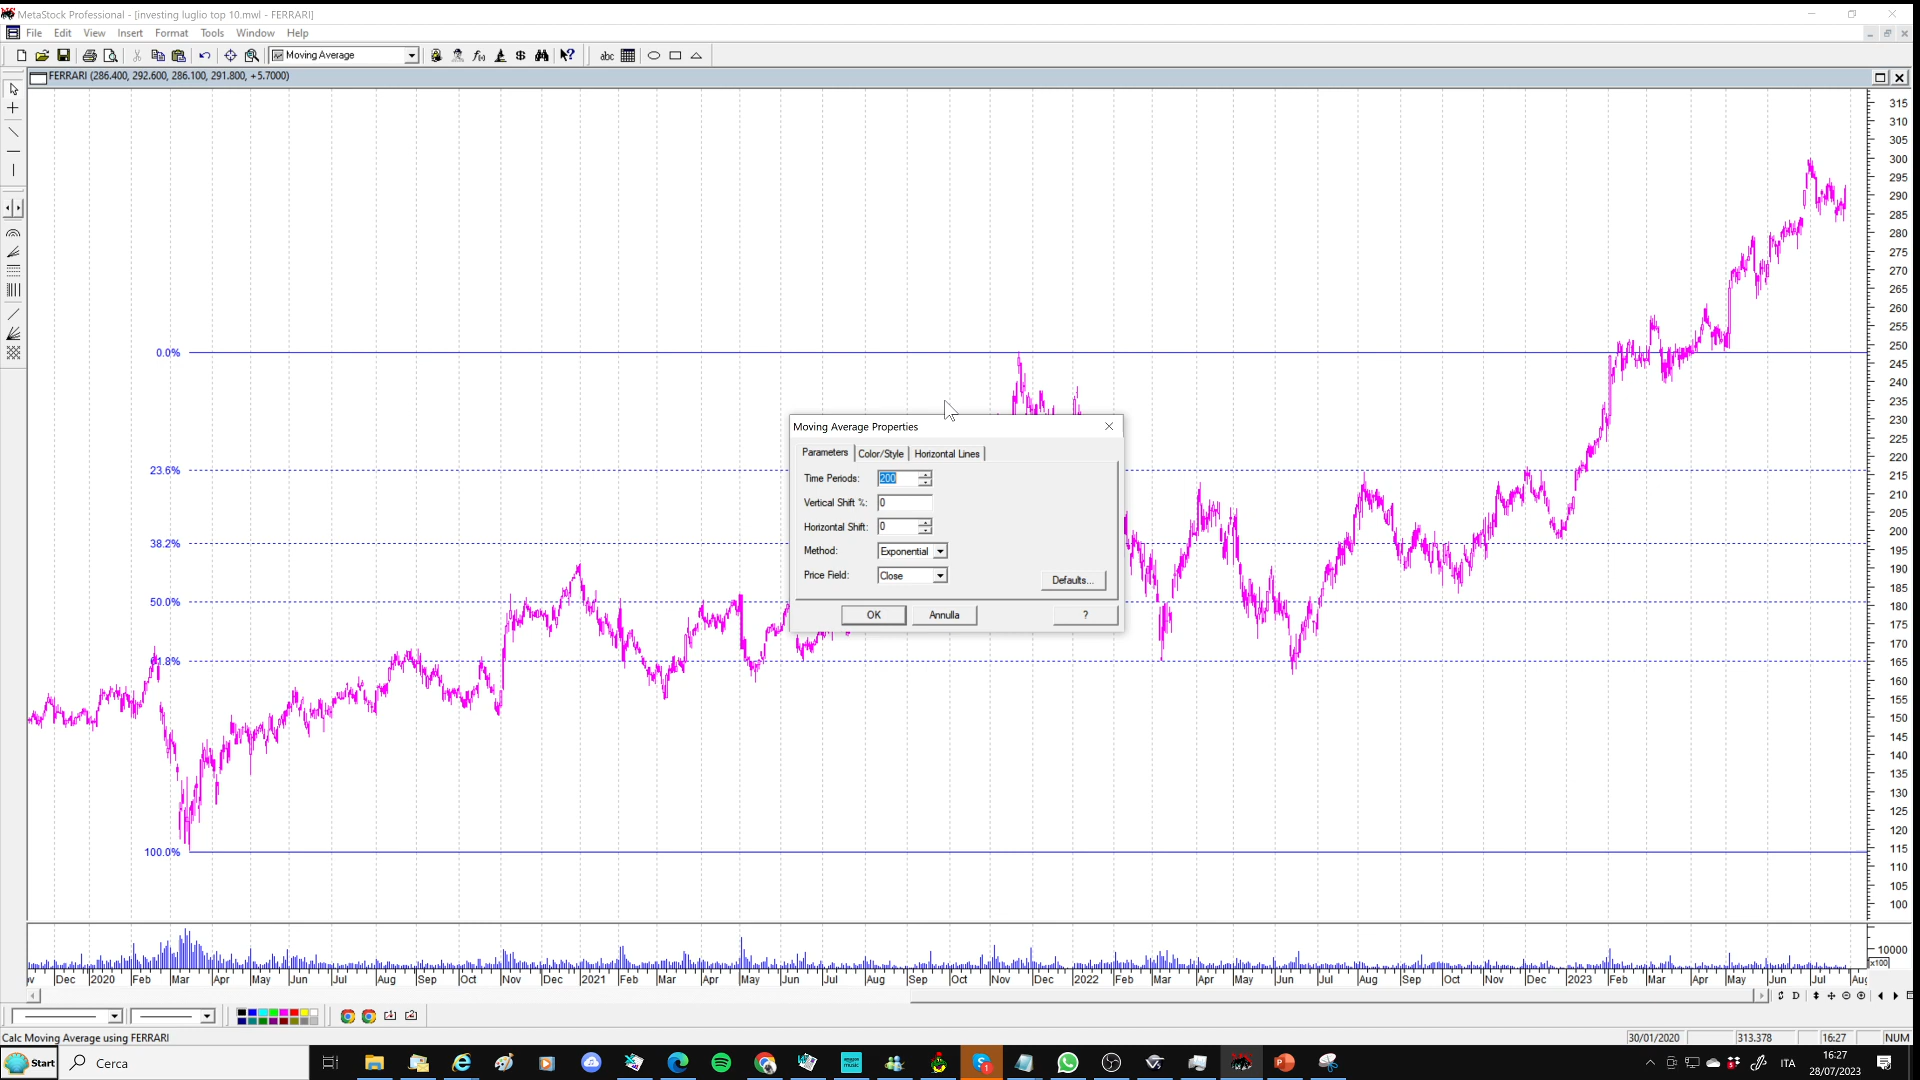 MetaStock Professional - [investing luglio top 10.mwl - FERRARI]
File Edit View Insert Format Tools Window Help
Moving Average
abc
FERRARI (286.400, 292.600, 286.100, 291.800, +5.7000)
315
310
305
300
295
290
285
280
275
270
265
260
255
250
245
240
235
230
225
220
215
210
205
200
195
190
185
180
175
170
165
160
155
150
145
140
135
130
125
120
115
110
105
100
0.0%
23.6%
38.2%
50.0%
61.8%
100.0%
Moving Average Properties
Parameters Color/Style Horizontal Lines
Time Periods: 200
Vertical Shift %: 0
Horizontal Shift: 0
Method: Exponential
Price Field: Close
Defaults...
OK Annulla ?
10000
x100
Dec 2020 Feb Mar Apr May Jun Jul Aug Sep Oct Nov Dec 2021 Feb Mar Apr May Jun Jul Aug Sep Oct Nov Dec 2022 Feb Mar Apr May Jun Jul Aug Sep Oct Nov Dec 2023 Feb Mar Apr May Jun Jul Aug
D
Calc Moving Average using FERRARI
30/01/2020 313.378 16:27 NUM
Start Cerca
ITA
16:27
28/07/2023